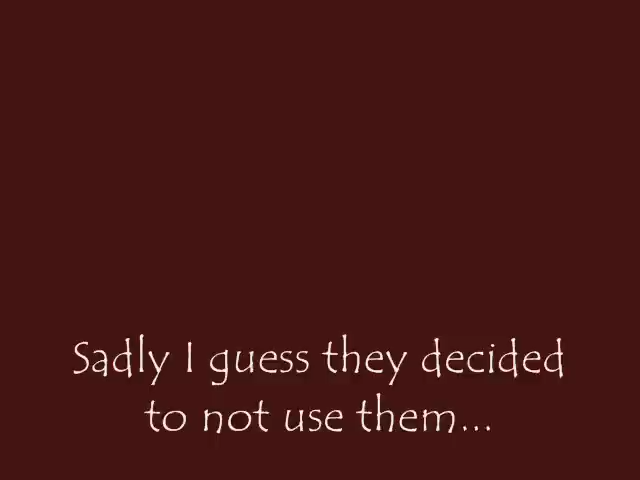 Sadly I guess they decided
to not use them...